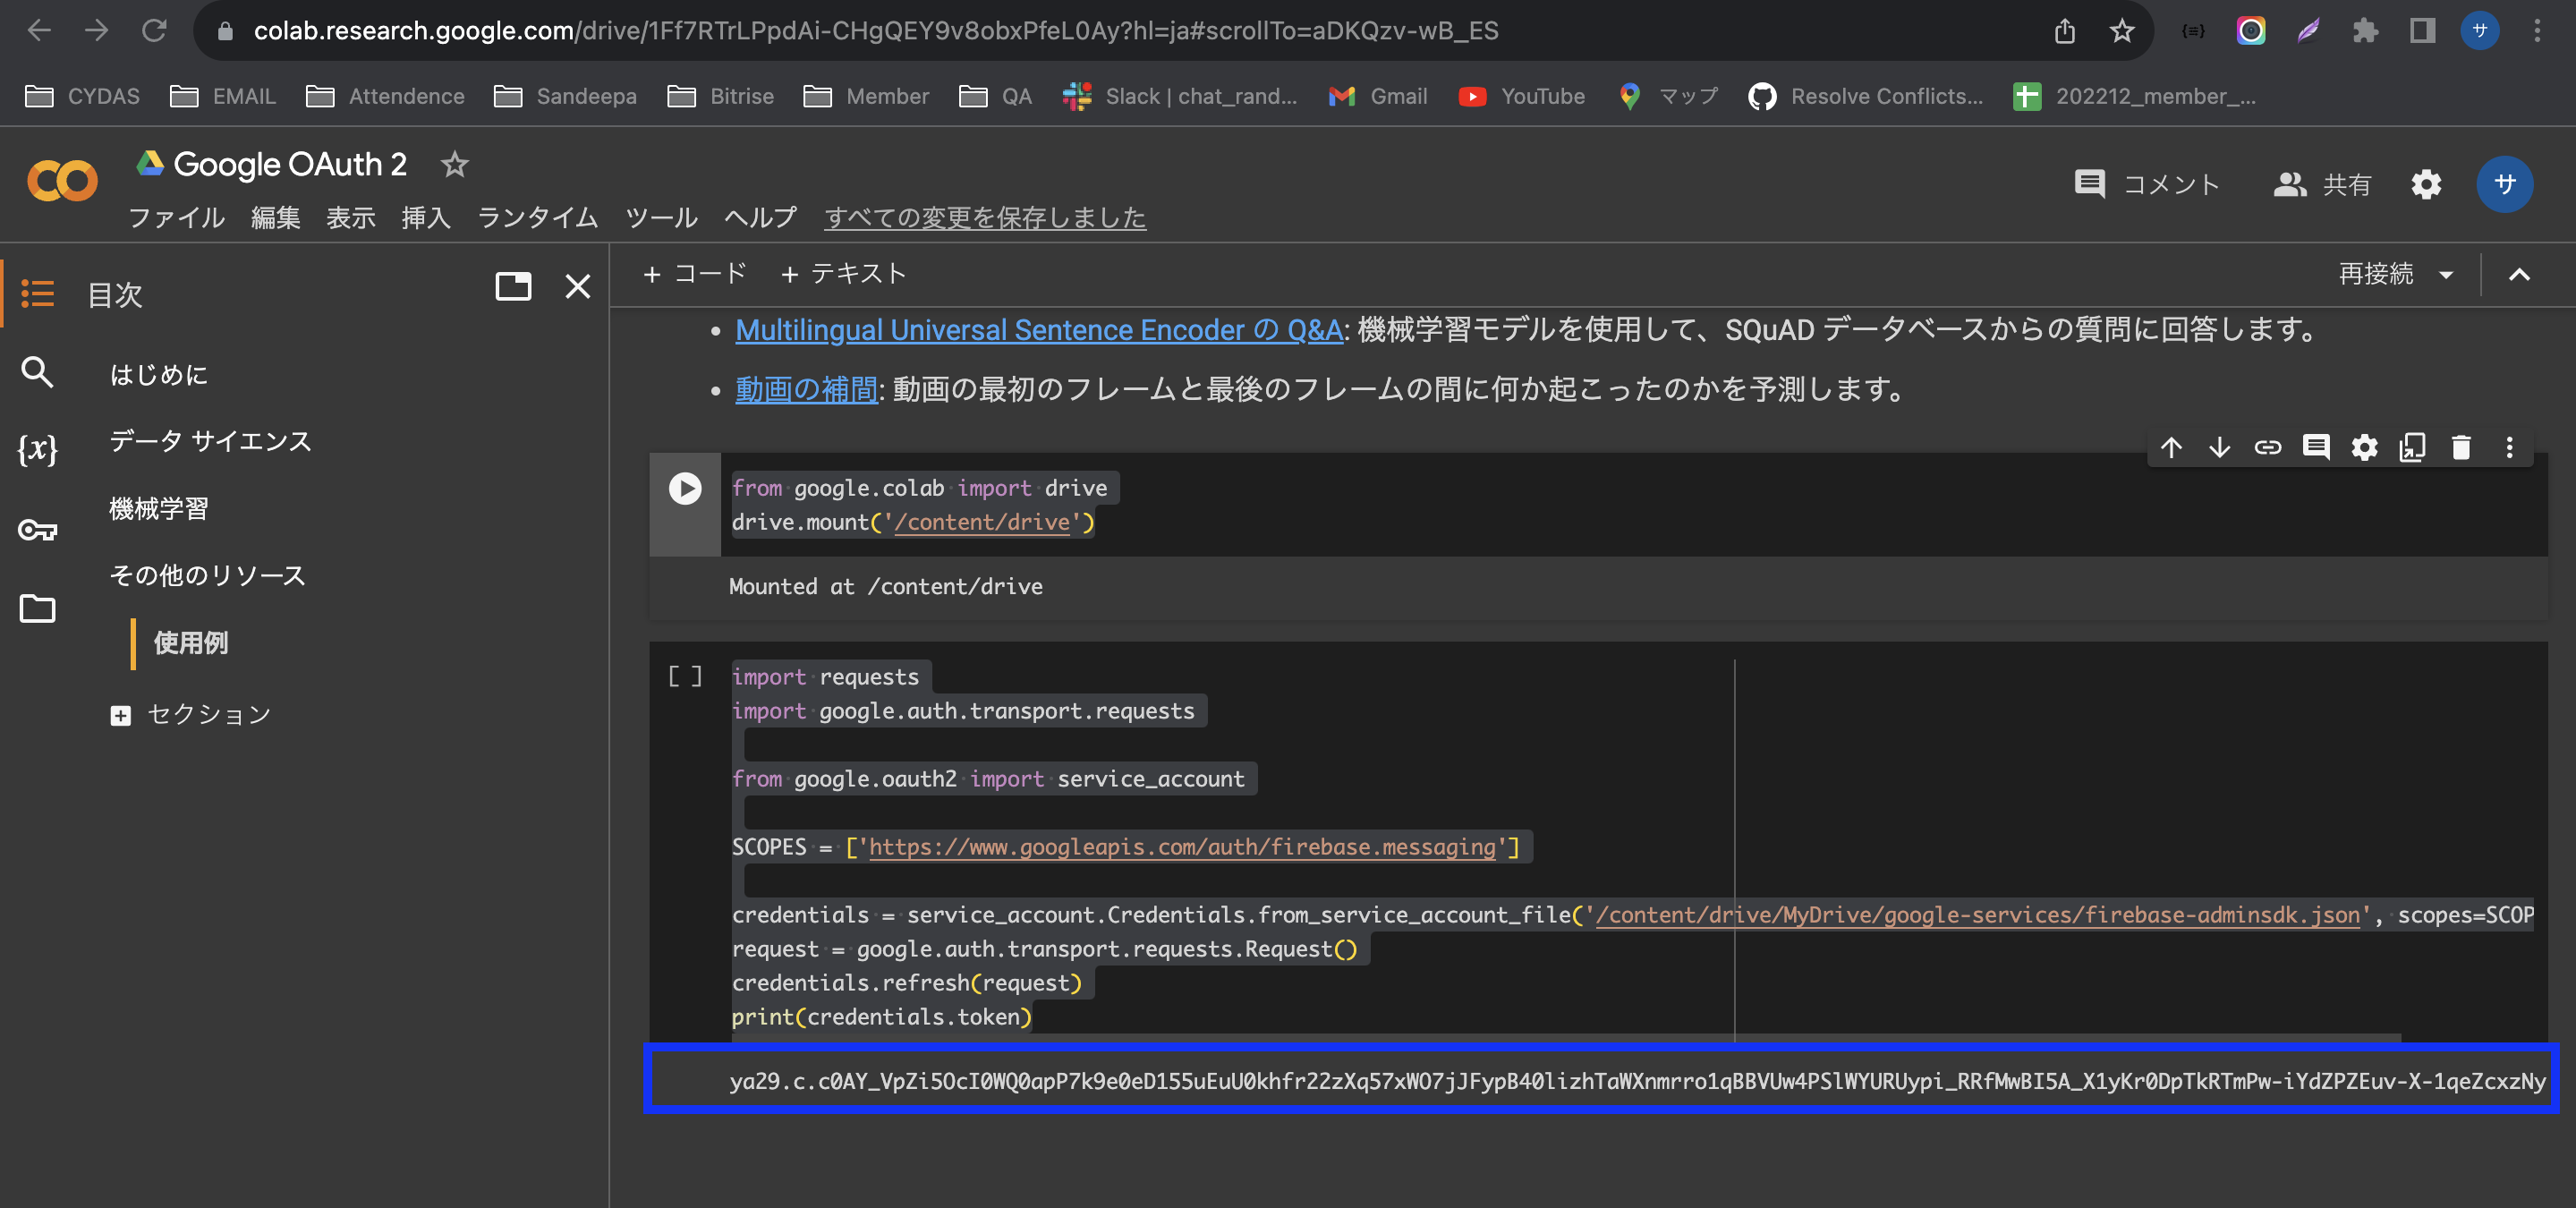 colab.research.google.com/drive/1Ff7RTrLPpdAi-CHgQEY9v8obxPfeL0Ay?hl=ja#scrollTo=aDKQzv-wB_ES
サ
CYDAS EMAIL Attendence Sandeepa Bitrise Member QA Slack | chat_rand... Gmail YouTube マップ Resolve Conflicts... 202212_member_...
Google OAuth 2
ファイル 編集 表示 挿入 ランタイム ツール ヘルプ すべての変更を保存しました
コメント 共有 サ
目次
はじめに
データ サイエンス
機械学習
その他のリソース
使用例
セクション
+ コード + テキスト
再接続
• Multilingual Universal Sentence Encoder の Q&A: 機械学習モデルを使用して、SQuAD データベースからの質問に回答します。
• 動画の補間: 動画の最初のフレームと最後のフレームの間に何か起こったのかを予測します。
from google.colab import drive
drive.mount('/content/drive')
Mounted at /content/drive
[ ] import requests
import google.auth.transport.requests
from google.oauth2 import service_account
SCOPES = ['https://www.googleapis.com/auth/firebase.messaging']
credentials = service_account.Credentials.from_service_account_file('/content/drive/MyDrive/google-services/firebase-adminsdk.json', scopes=SCOP
request = google.auth.transport.requests.Request()
credentials.refresh(request)
print(credentials.token)
ya29.c.c0AY_VpZi5OcI0WQ0apP7k9e0eD155uEuU0khfr22zXq57xWO7jJFypB40lizhTaWXnmrro1qBBVUw4PSlWYURUypi_RRfMwBI5A_X1yKr0DpTkRTmPw-iYdZPZEuv-X-1qeZcxzNy